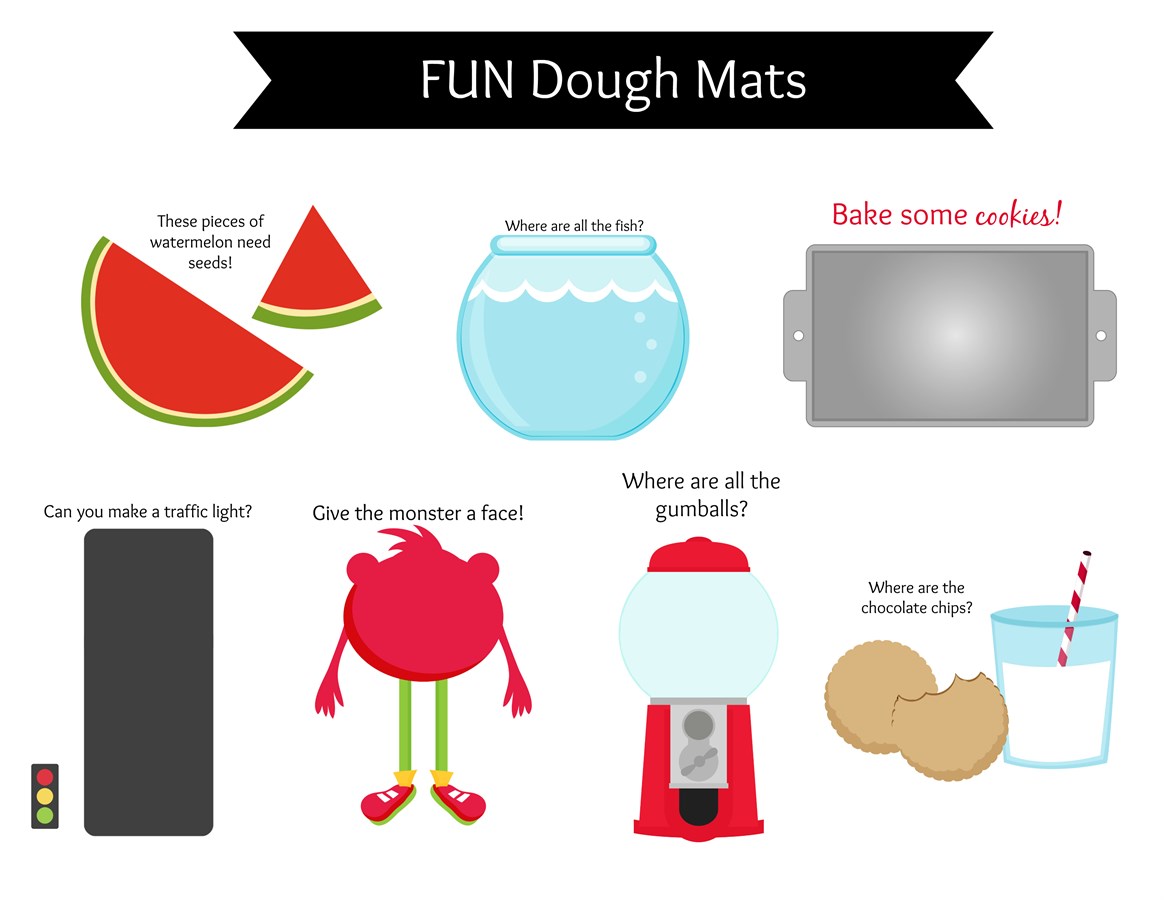 FUN Dough Mats
These pieces of
watermelon need
seeds!
Where are all the fish?
Bake some cookies!
Can you make a traffic light?
Give the monster a face!
Where are all the
gumballs?
Where are the
chocolate chips?